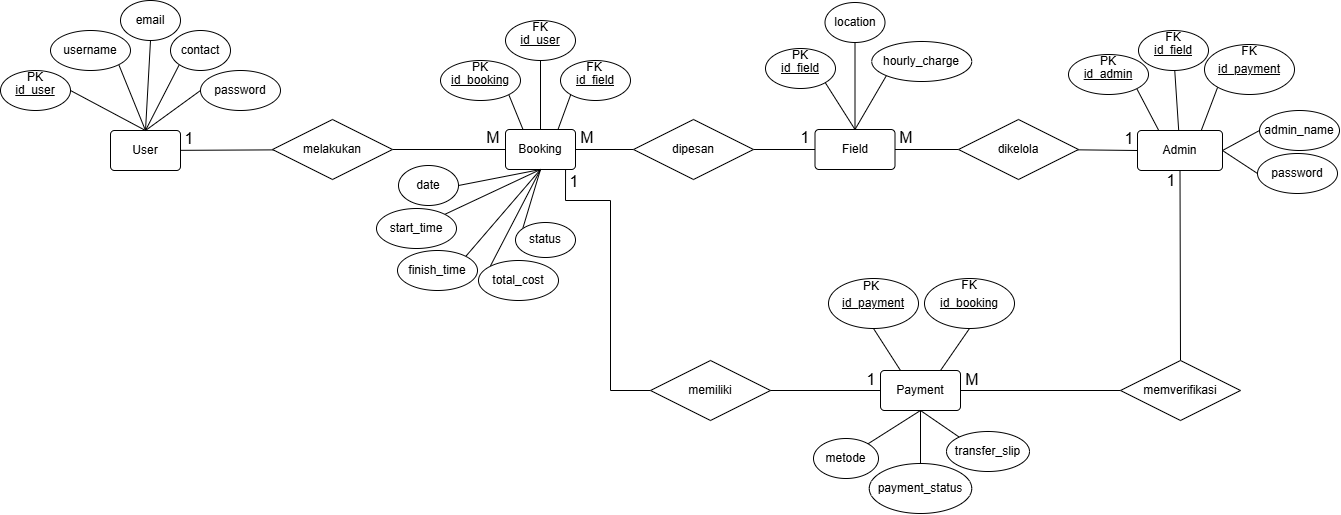 email
username
contact
PK
id_user
password
User
1
melakukan
M
FK
id_user
PK
id_booking
FK
id_field
Booking
M
1
date
start_time
finish_time
total_cost
status
dipesan
1
location
PK
id_field
hourly_charge
Field
M
dikelola
1
FK
id_field
PK
id_admin
FK
id_payment
Admin
1
admin_name
password
PK
id_payment
FK
id_booking
memiliki
1
Payment
M
memverifikasi
metode
payment_status
transfer_slip